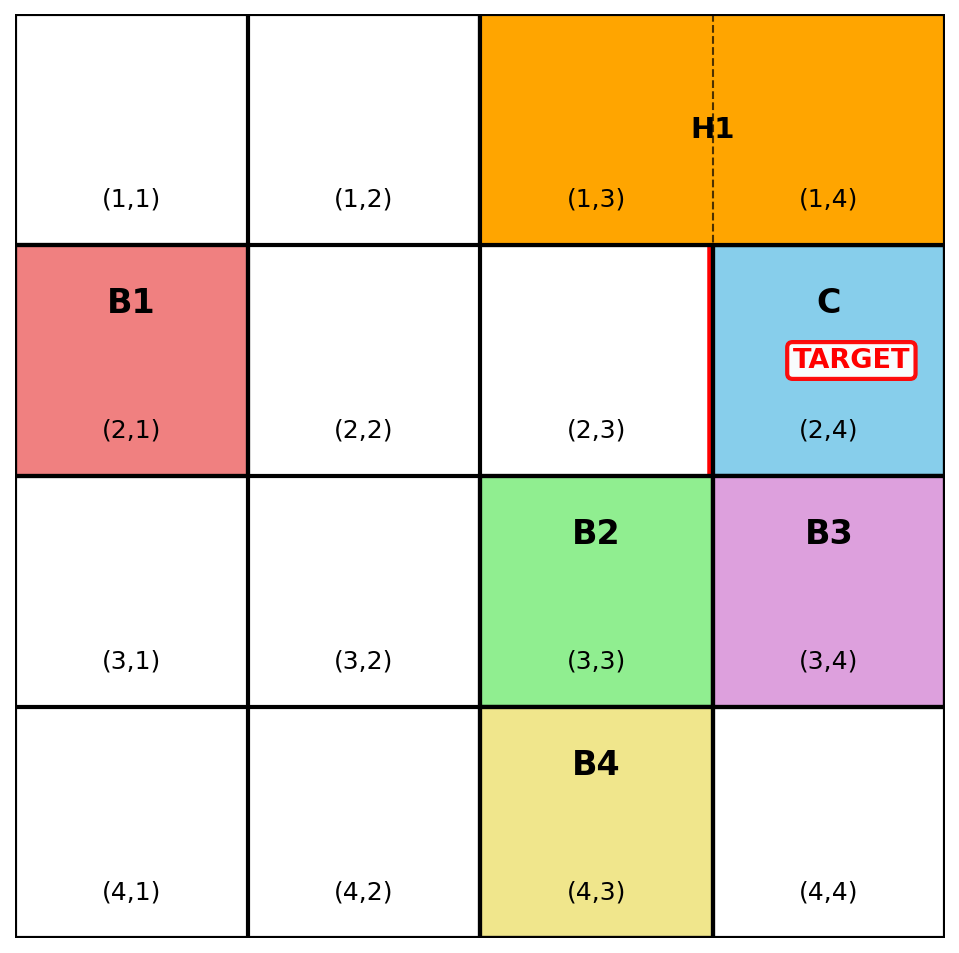 H1
(1,1) (1,2) (1,3) (1,4)
B1 C
TARGET
(2,1) (2,2) (2,3) (2,4)
B2 B3
(3,1) (3,2) (3,3) (3,4)
B4
(4,1) (4,2) (4,3) (4,4)